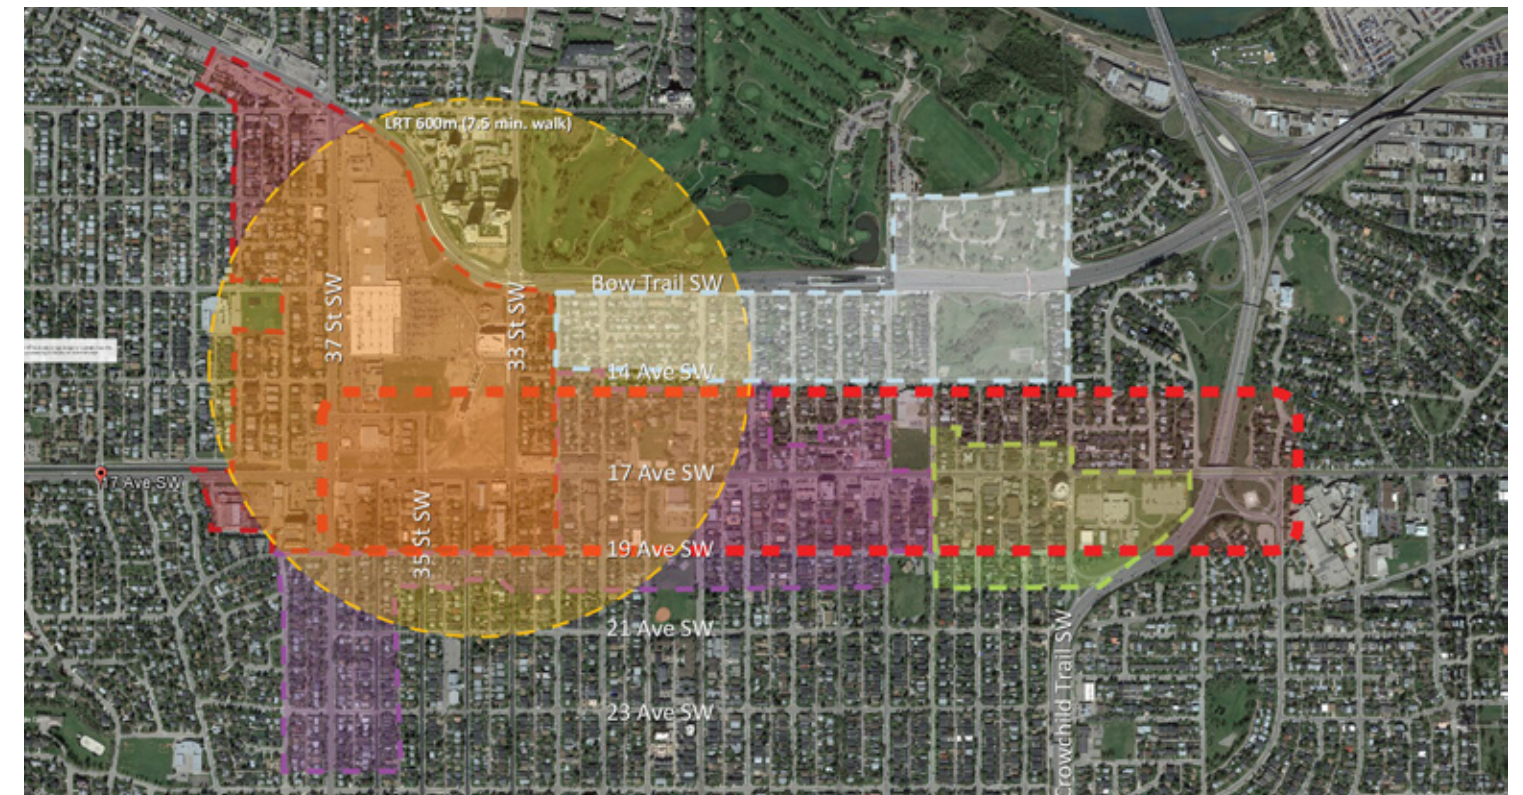 LRT 600m (7.5 min. walk)
Bow Trail SW
37 St SW
33 St SW
14 Ave SW
17 Ave SW
17 Ave SW
35 St SW
19 Ave SW
21 Ave SW
23 Ave SW
Crowchild Trail SW